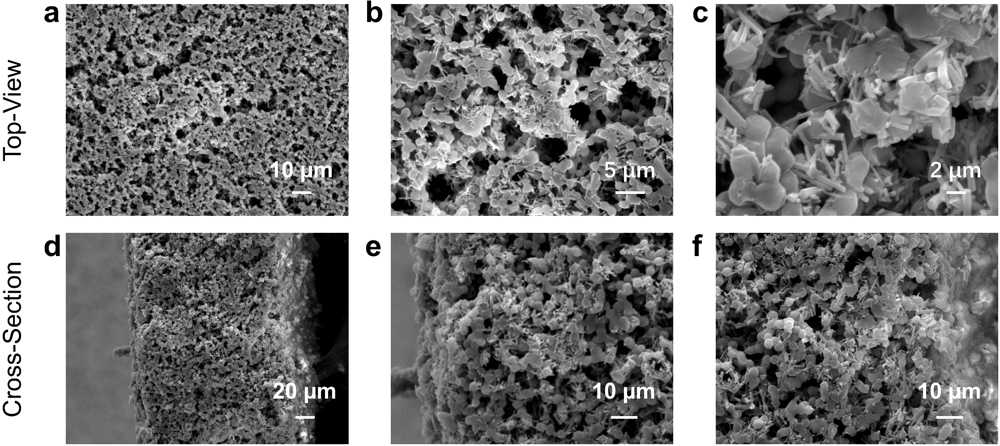 Top-View
a
10 µm
b
5 µm
c
2 µm
Cross-Section
d
20 µm
e
10 µm
f
10 µm